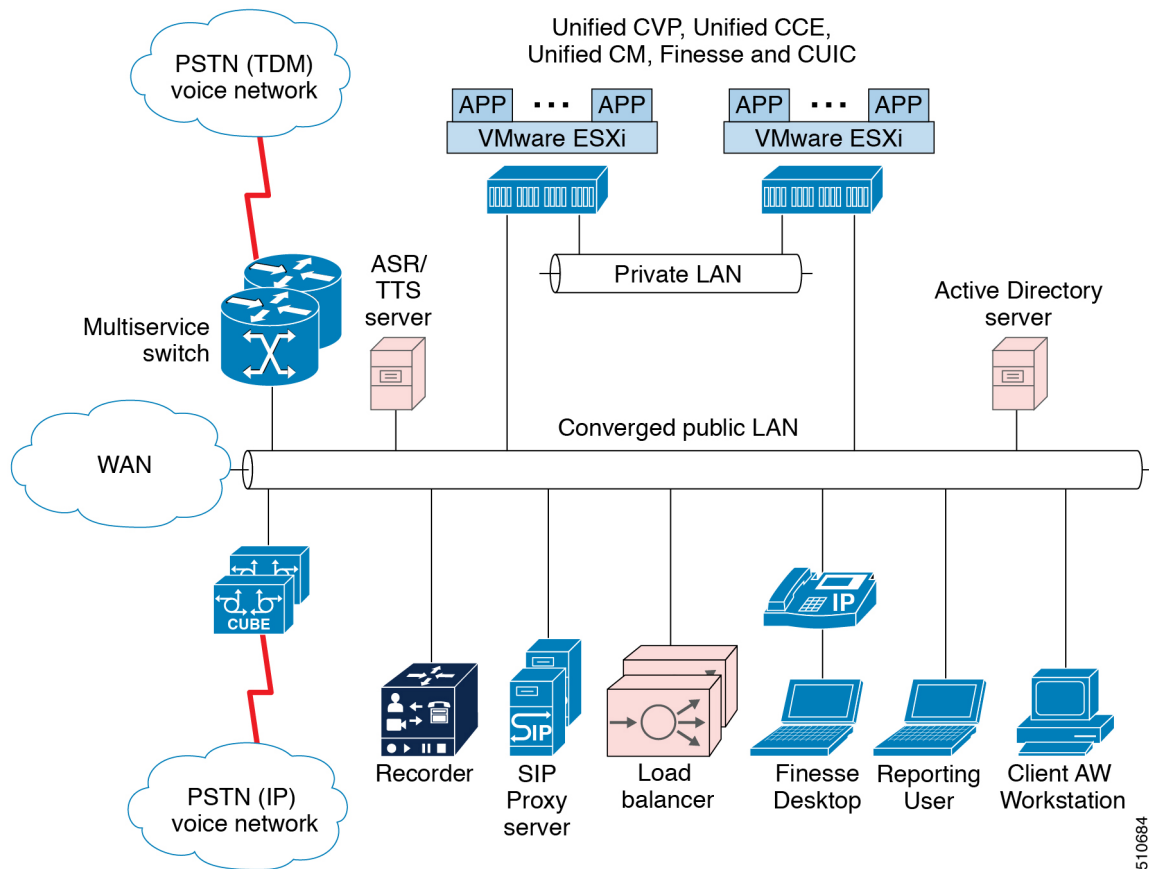 Unified CVP, Unified CCE,
Unified CM, Finesse and CUIC
PSTN (TDM)
voice network
APP ... APP
VMware ESXi
APP ... APP
VMware ESXi
Private LAN
ASR/
TTS
server
Active Directory
server
Multiservice
switch
Converged public LAN
WAN
CUBE
IP
SIP
Recorder
SIP
Proxy
server
Load
balancer
Finesse
Desktop
Reporting
User
Client AW
Workstation
PSTN (IP)
voice network
510684